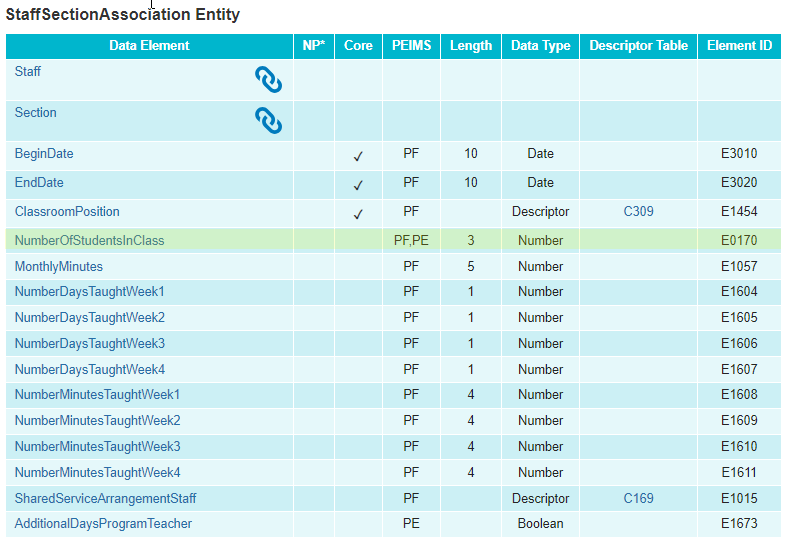 StaffSectionAssociation Entity
Data Element NP* Core PEIMS Length Data Type Descriptor Table Element ID
Staff
Section
BeginDate ✓ PF 10 Date E3010
EndDate ✓ PF 10 Date E3020
ClassroomPosition ✓ PF Descriptor C309 E1454
NumberOfStudentsInClass PF,PE 3 Number E0170
MonthlyMinutes PF 5 Number E1057
NumberDaysTaughtWeek1 PF 1 Number E1604
NumberDaysTaughtWeek2 PF 1 Number E1605
NumberDaysTaughtWeek3 PF 1 Number E1606
NumberDaysTaughtWeek4 PF 1 Number E1607
NumberMinutesTaughtWeek1 PF 4 Number E1608
NumberMinutesTaughtWeek2 PF 4 Number E1609
NumberMinutesTaughtWeek3 PF 4 Number E1610
NumberMinutesTaughtWeek4 PF 4 Number E1611
SharedServiceArrangementStaff PF Descriptor C169 E1015
AdditionalDaysProgramTeacher PE Boolean E1673